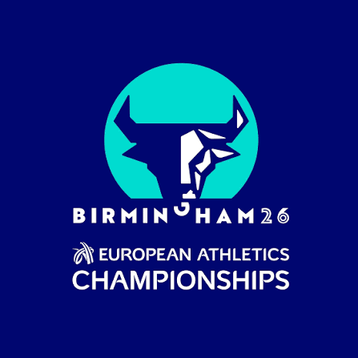 BIRMINGHAM26
EUROPEAN ATHLETICS
CHAMPIONSHIPS